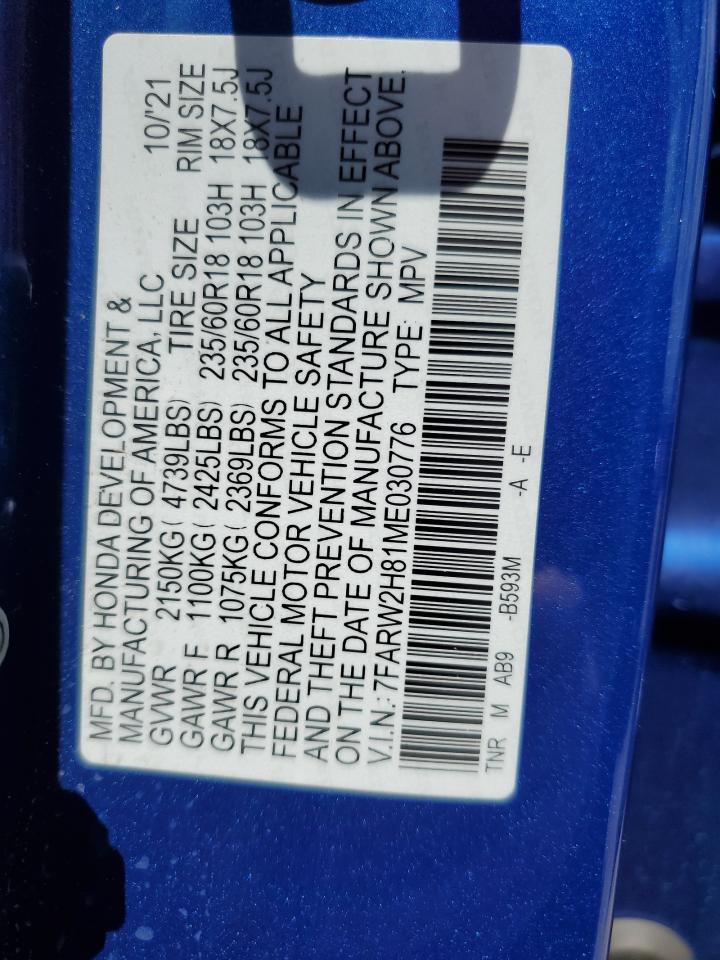 MFD. BY HONDA DEVELOPMENT &
MANUFACTURING OF AMERICA, LLC 10/'21
GVWR 2150KG( 4739LBS) TIRE SIZE RIM SIZE
GAWR F 1100KG( 2425LBS) 235/60R18 103H 18X7.5J
GAWR R 1075KG( 2369LBS) 235/60R18 103H 18X7.5J
THIS VEHICLE CONFORMS TO ALL APPLICABLE
FEDERAL MOTOR VEHICLE SAFETY
AND THEFT PREVENTION STANDARDS IN EFFECT
ON THE DATE OF MANUFACTURE SHOWN ABOVE.
V.I.N.: 7FARW2H81ME030776 TYPE: MPV
TNR M AB9 -B593M -A -E